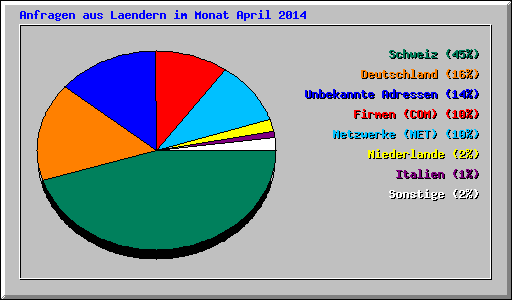 Anfragen aus Laendern im Monat April 2014
Schweiz (45%)
Deutschland (16%)
Unbekannte Adressen (14%)
Firmen (COM) (10%)
Netzwerke (NET) (10%)
Niederlande (2%)
Italien (1%)
Sonstige (2%)